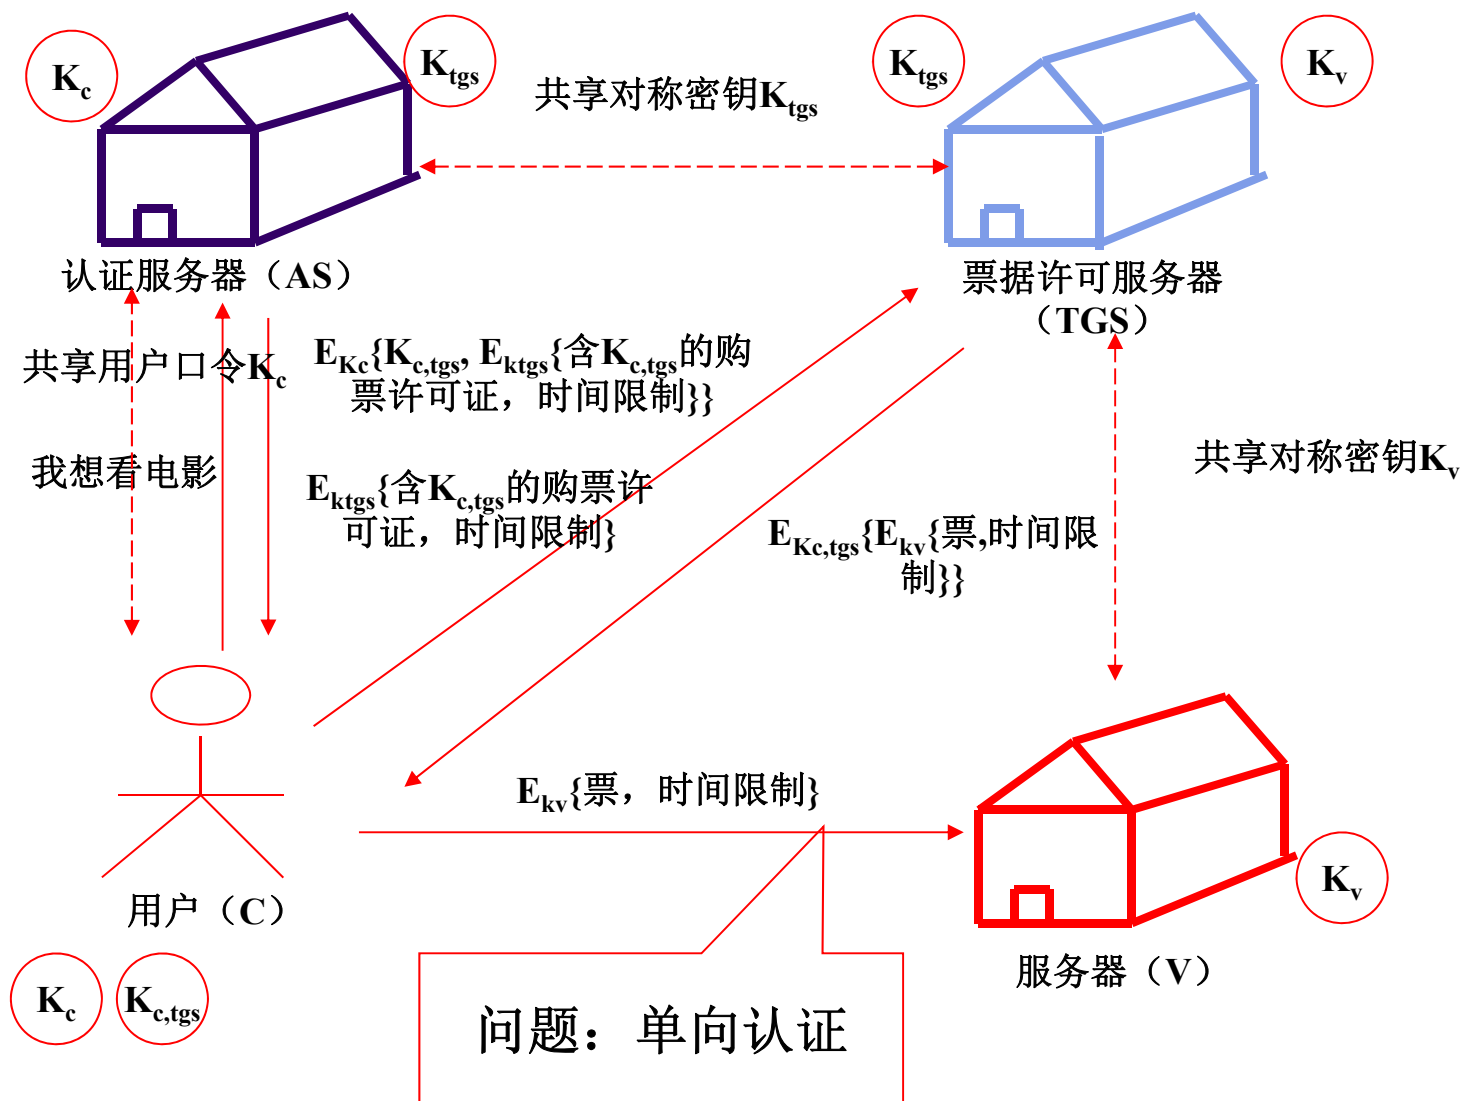 Kc
Ktgs
Ktgs
Kv
共享对称密钥Ktgs
认证服务器（AS）
票据许可服务器
（TGS）
共享用户口令Kc
EKc{Kc,tgs, Ektgs{含Kc,tgs的购
票许可证，时间限制}}
我想看电影
Ektgs{含Kc,tgs的购票许
可证，时间限制}
共享对称密钥Kv
EKc,tgs{Ekv{票,时间限
制}}
Ekv{票，时间限制}
用户（C）
Kv
服务器（V）
Kc
Kc,tgs
问题：单向认证